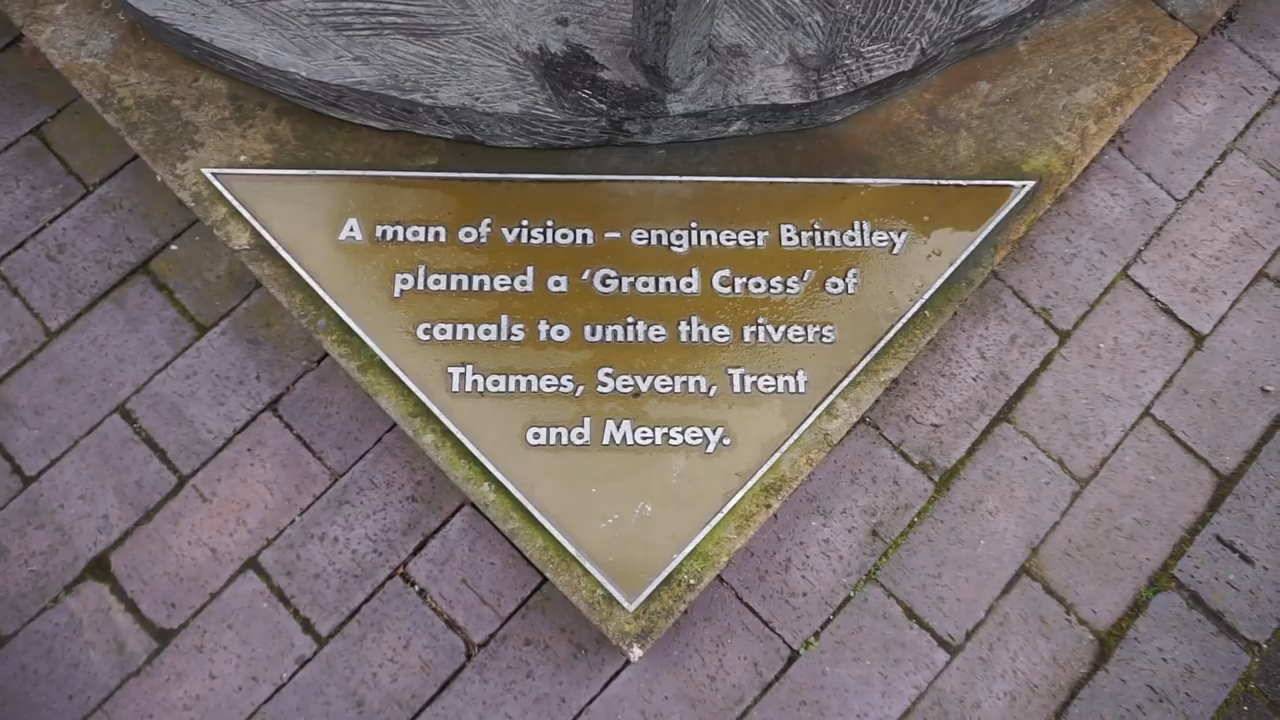 A man of vision – engineer Brindley
planned a ‘Grand Cross’ of
canals to unite the rivers
Thames, Severn, Trent
and Mersey.